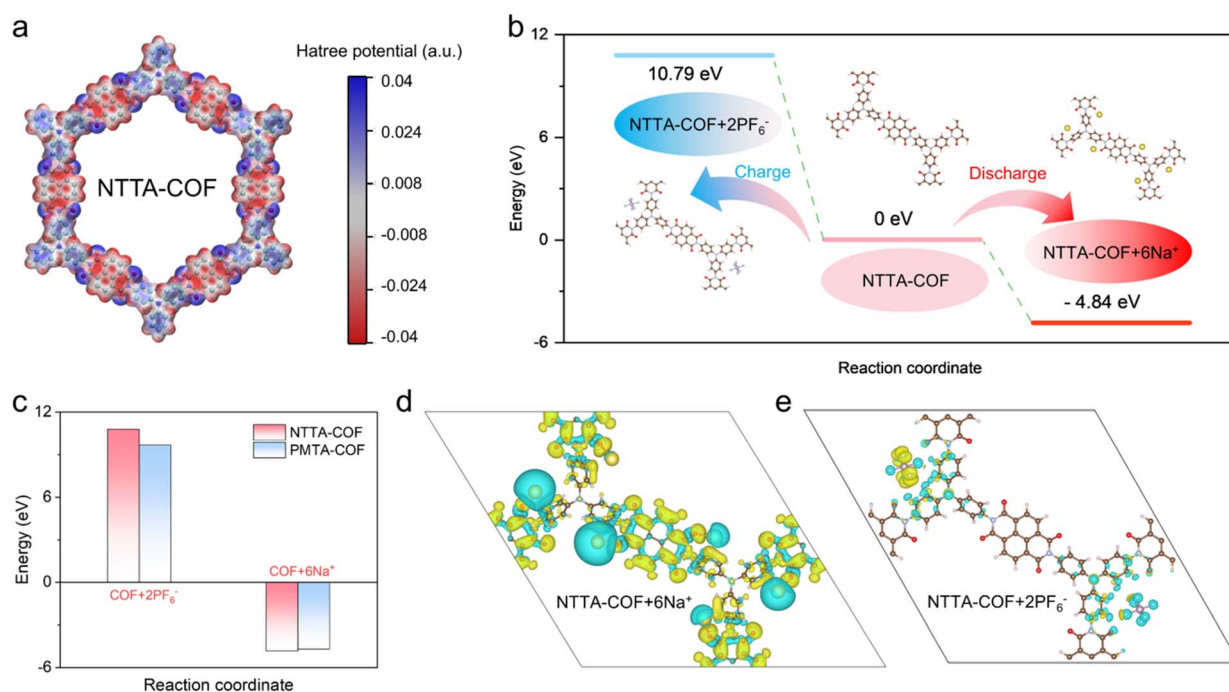 a
Hatree potential (a.u.)
0.04
0.024
0.008
-0.008
-0.024
-0.04
NTTA-COF
b
Energy (eV)
12
6
0
-6
10.79 eV
NTTA-COF+2PF₆⁻
Charge
0 eV
NTTA-COF
Discharge
NTTA-COF+6Na⁺
- 4.84 eV
Reaction coordinate
c
Energy (eV)
12
6
0
-6
NTTA-COF
PMTA-COF
COF+2PF₆⁻
COF+6Na⁺
Reaction coordinate
d
NTTA-COF+6Na⁺
e
NTTA-COF+2PF₆⁻